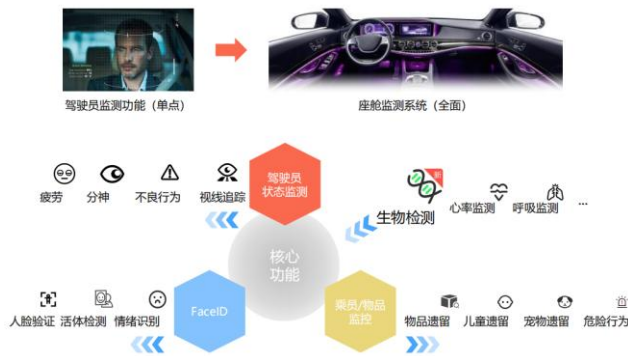 驾驶员监测功能（单点）
座舱监测系统（全面）
疲劳
分神
不良行为
视线追踪
驾驶员
状态监测
新
生物检测
心率监测
呼吸监测
...
核心
功能
人脸验证
活体检测
情绪识别
FaceID
乘员/物品
监控
物品遗留
儿童遗留
宠物遗留
危险行为